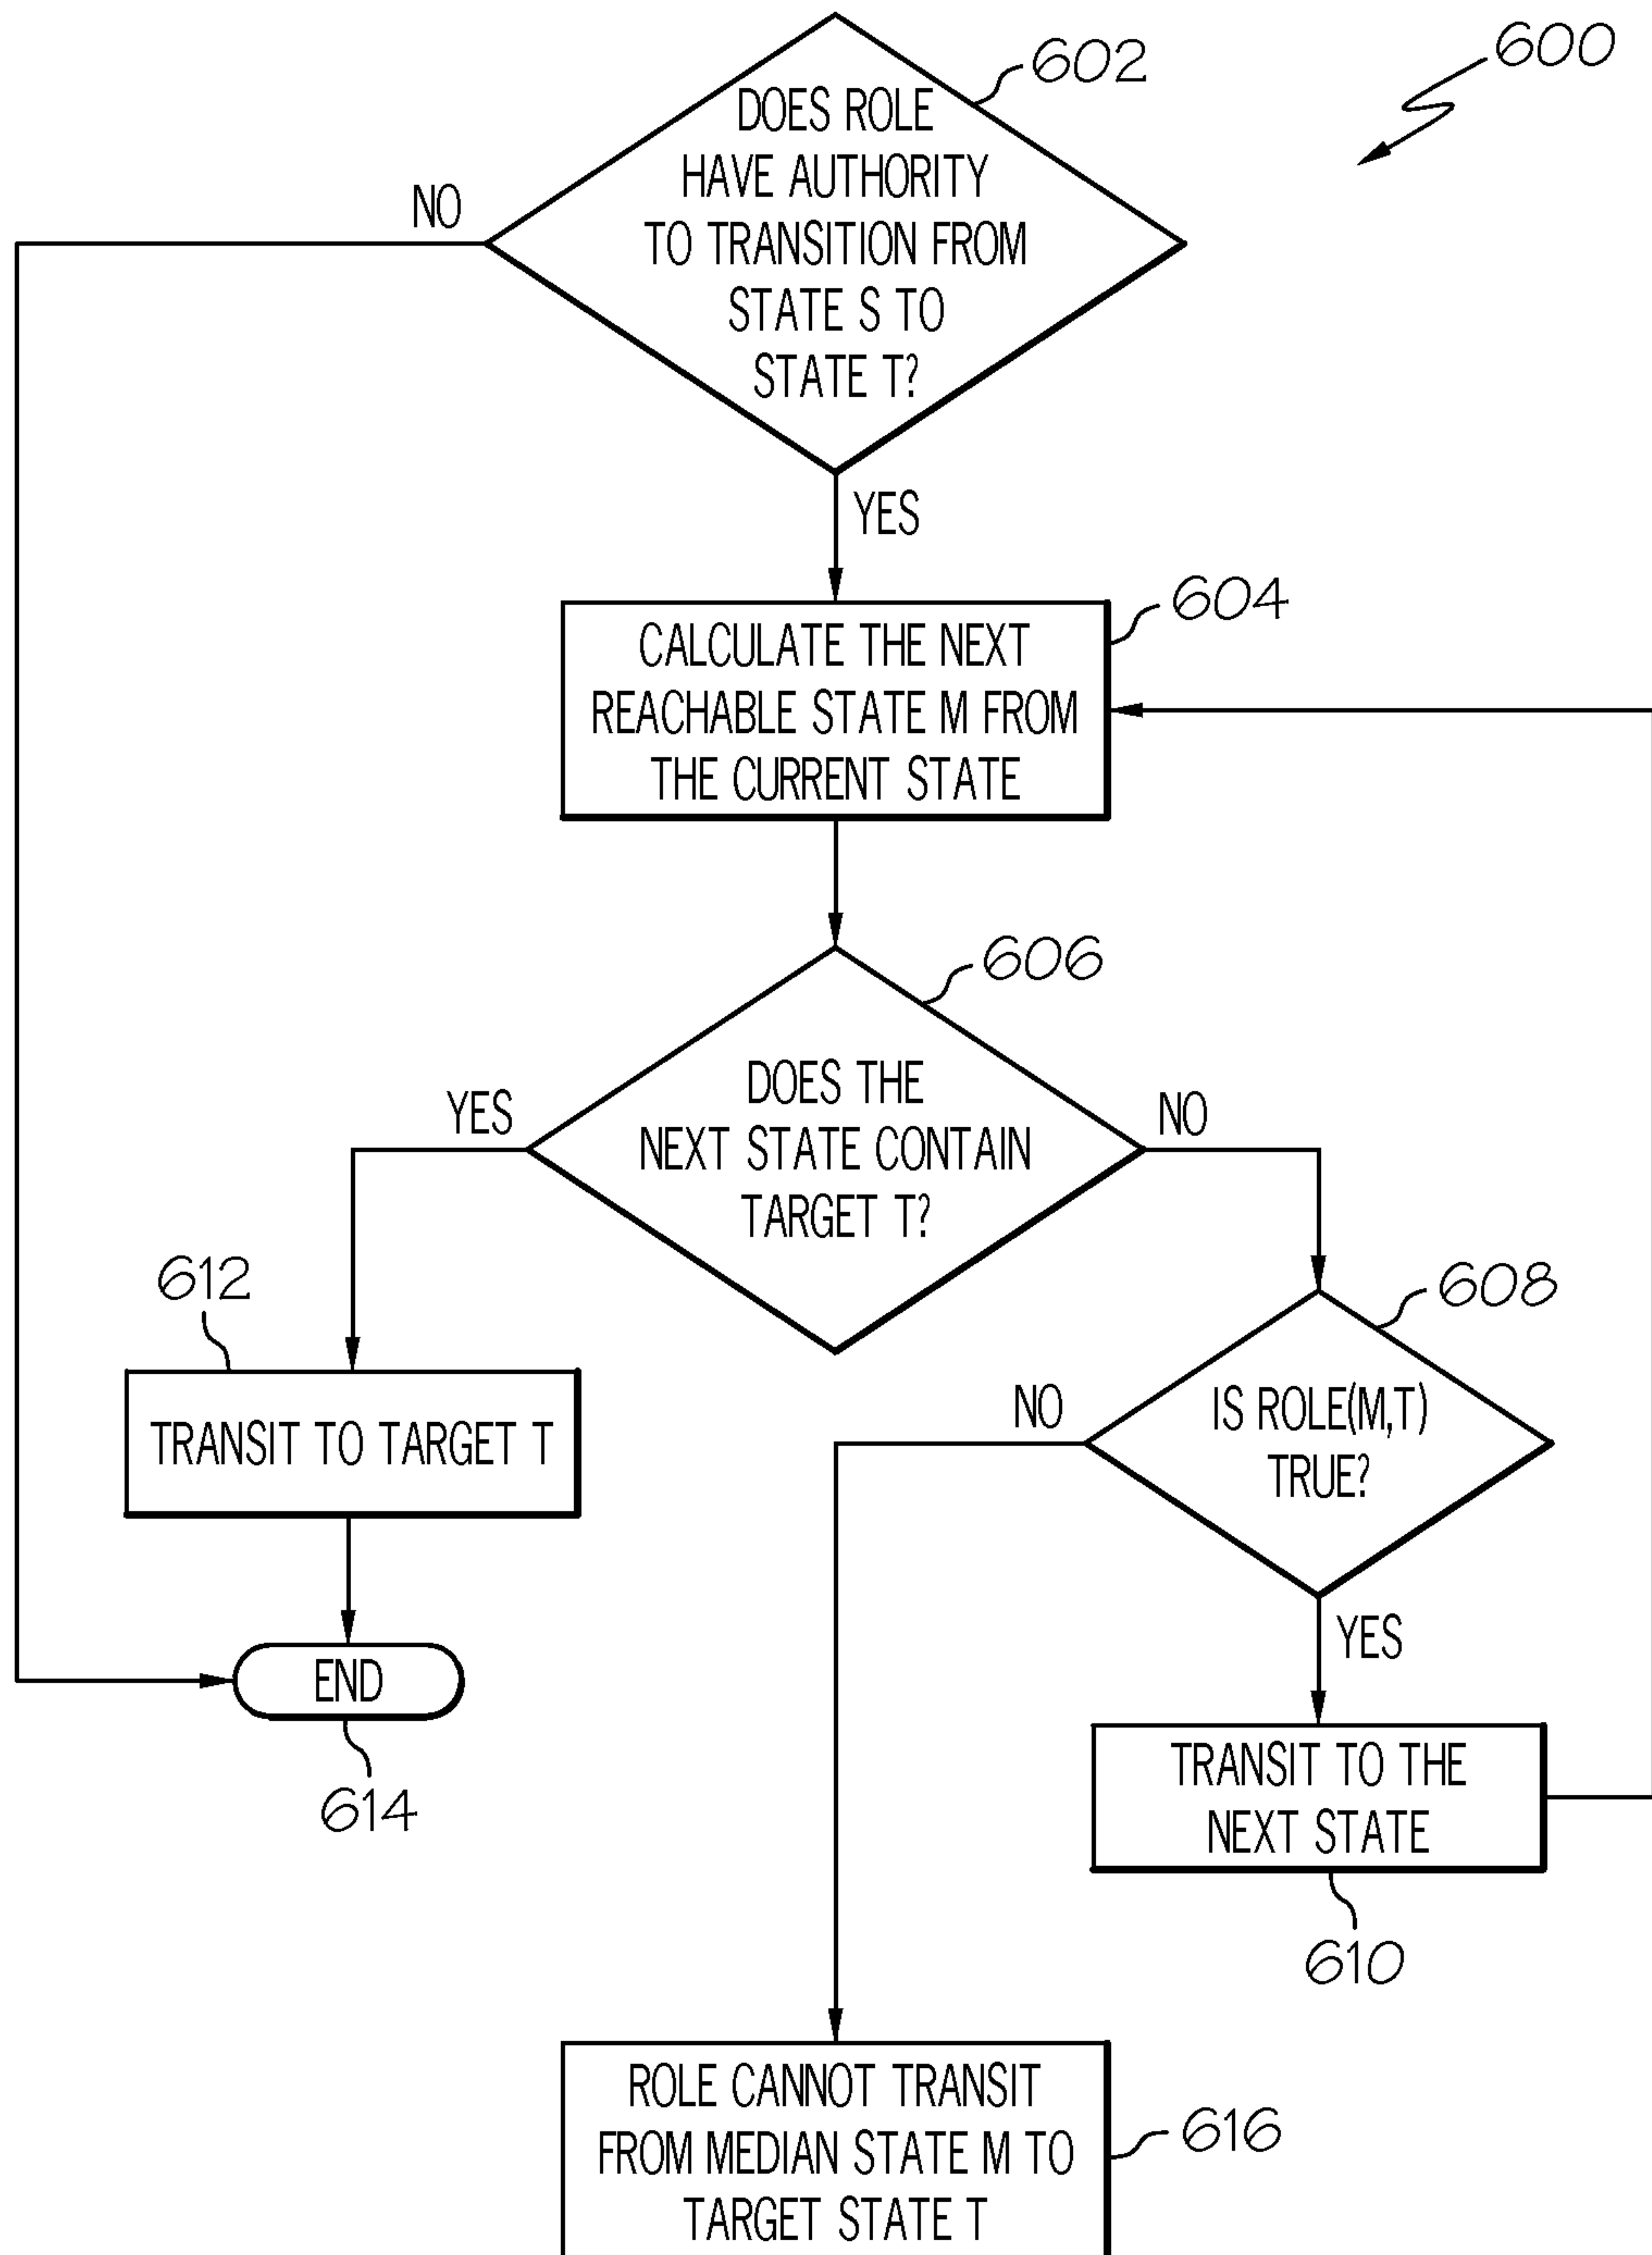 600
602
DOES ROLE
HAVE AUTHORITY
TO TRANSITION FROM
STATE S TO
STATE T?
NO
YES
604
CALCULATE THE NEXT
REACHABLE STATE M FROM
THE CURRENT STATE
606
DOES THE
NEXT STATE CONTAIN
TARGET T?
YES
NO
612
TRANSIT TO TARGET T
608
IS ROLE(M,T)
TRUE?
NO
YES
END
614
TRANSIT TO THE
NEXT STATE
610
ROLE CANNOT TRANSIT
FROM MEDIAN STATE M TO
TARGET STATE T
616